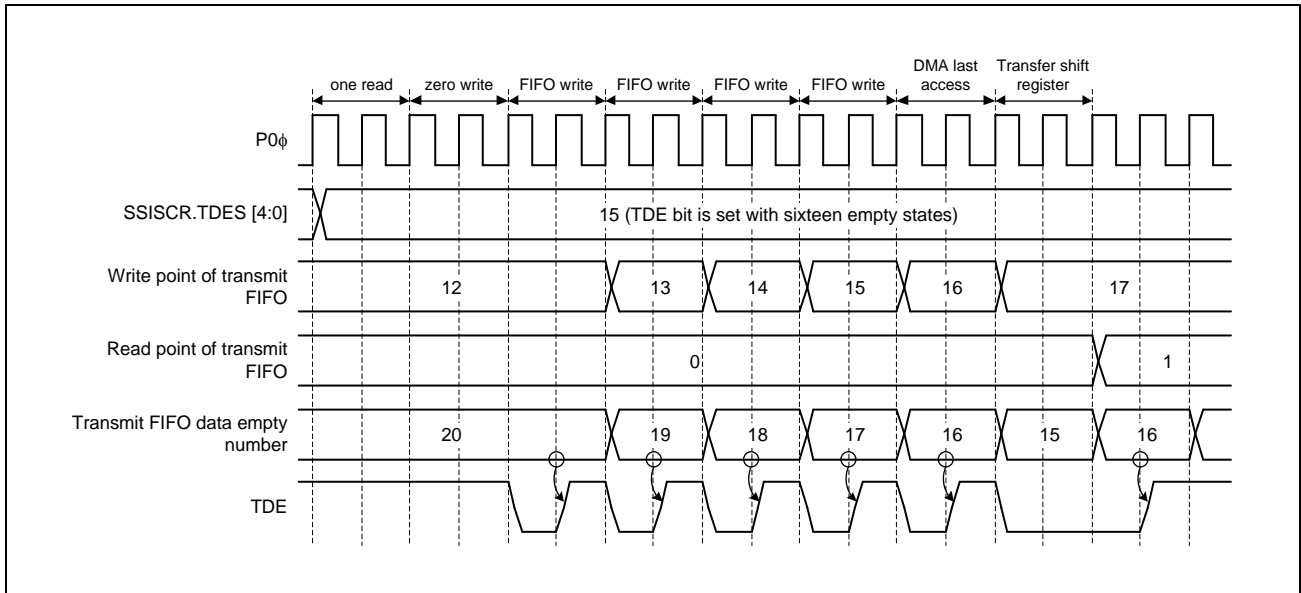 one read zero write FIFO write FIFO write FIFO write FIFO write DMA last access Transfer shift register
P0ϕ
SSISCR.TDES [4:0] 15 (TDE bit is set with sixteen empty states)
Write point of transmit FIFO 12 13 14 15 16 17
Read point of transmit FIFO 0 1
Transmit FIFO data empty number 20 19 18 17 16 15 16
TDE